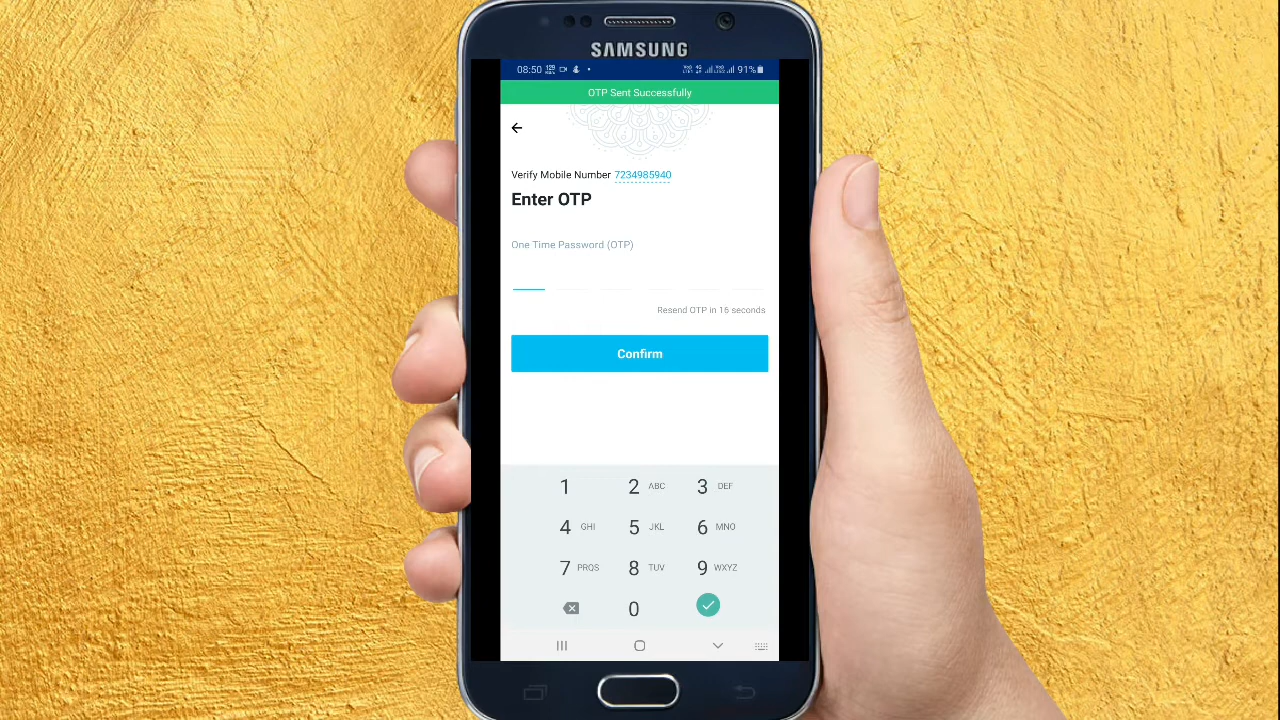 SAMSUNG
08:50 91%
OTP Sent Successfully
Verify Mobile Number 7234985940
Enter OTP
One Time Password (OTP)
Resend OTP in 16 seconds
Confirm
1 2 ABC 3 DEF
4 GHI 5 JKL 6 MNO
7 PRQS 8 TUV 9 WXYZ
0